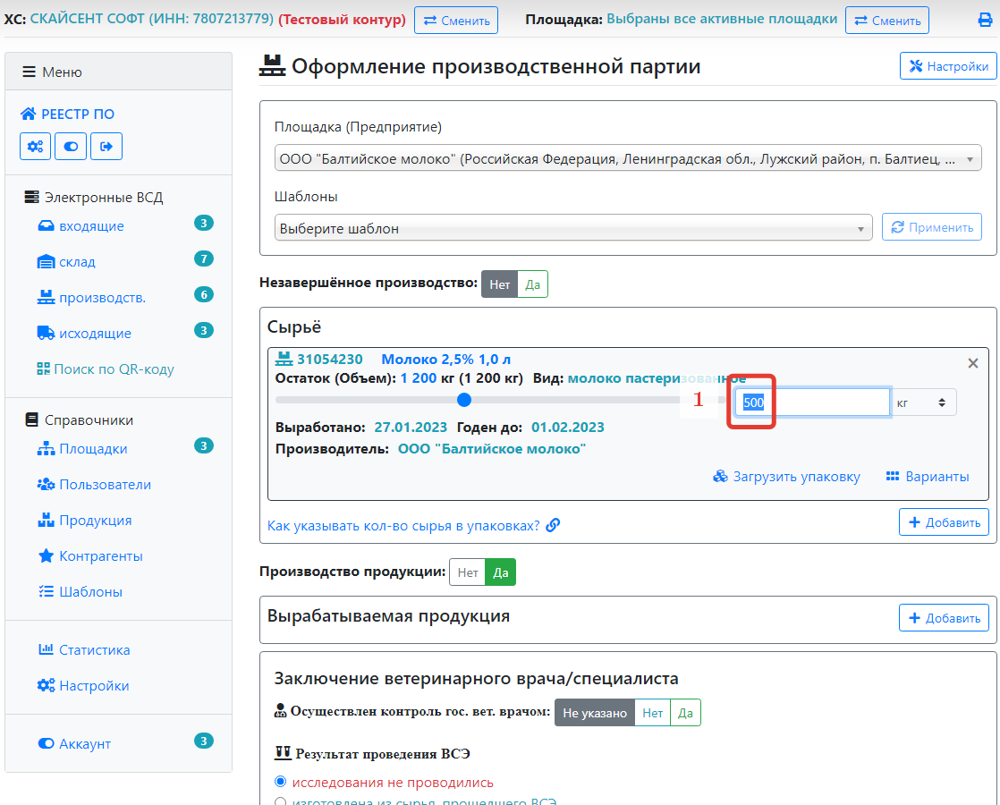 ХС: СКАЙСЕНТ СОФТ (ИНН: 7807213779) (Тестовый контур) Сменить Площадка: Выбраны все активные площадки Сменить
Меню
РЕЕСТР ПО
Электронные ВСД
входящие 3
склад 7
производств. 6
исходящие 3
Поиск по QR-коду
Справочники
Площадки 3
Пользователи
Продукция
Контрагенты
Шаблоны
Статистика
Настройки
Аккаунт 3
Оформление производственной партии Настройки
Площадка (Предприятие)
ООО "Балтийское молоко" (Российская Федерация, Ленинградская обл., Лужский район, п. Балтиец, ...
Шаблоны
Выберите шаблон Применить
Незавершённое производство: Нет Да
Сырьё
31054230 Молоко 2,5% 1,0 л ×
Остаток (Объем): 1 200 кг (1 200 кг) Вид: молоко пастеризованное
1 500 кг
Выработано: 27.01.2023 Годен до: 01.02.2023
Производитель: ООО "Балтийское молоко"
Загрузить упаковку Варианты
Как указывать кол-во сырья в упаковках? Добавить
Производство продукции: Нет Да
Вырабатываемая продукция Добавить
Заключение ветеринарного врача/специалиста
Осуществлен контроль гос. вет. врачом: Не указано Нет Да
Результат проведения ВСЭ
исследования не проводились
изготовлена из сырья, прошедшего ВСЭ